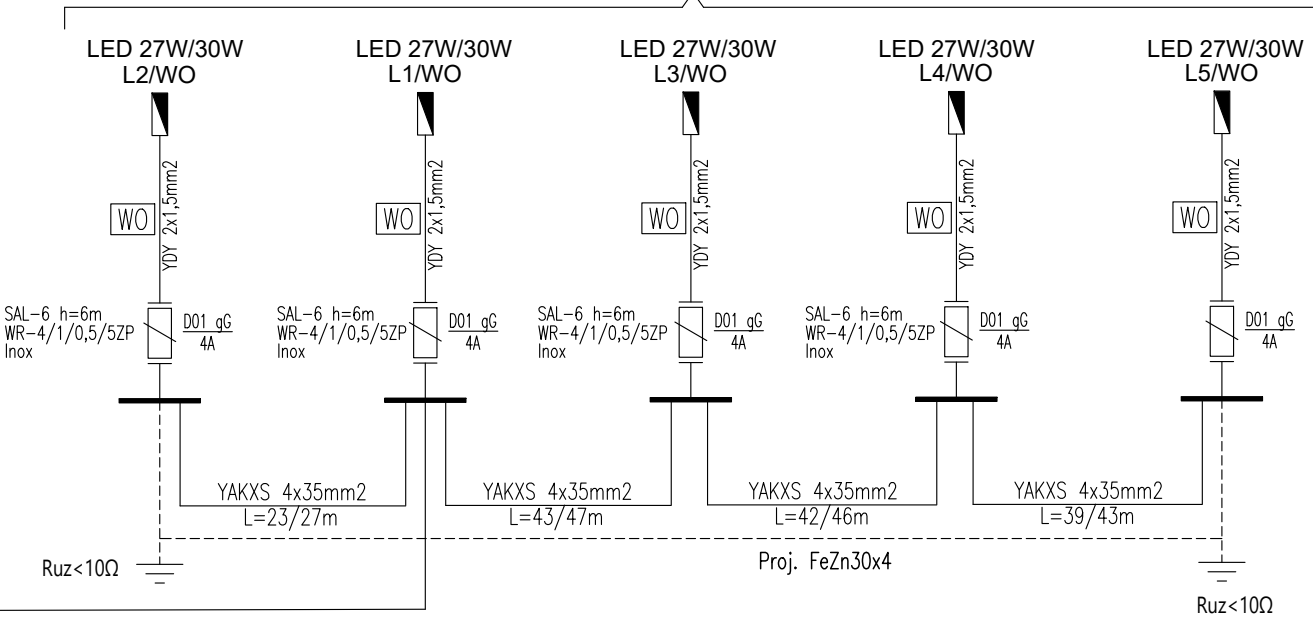 LED 27W/30W
L2/WO
LED 27W/30W
L1/WO
LED 27W/30W
L3/WO
LED 27W/30W
L4/WO
LED 27W/30W
L5/WO
WO
YDY 2x1,5mm2
WO
YDY 2x1,5mm2
WO
YDY 2x1,5mm2
WO
YDY 2x1,5mm2
WO
YDY 2x1,5mm2
SAL-6 h=6m
WR-4/1/0,5/5ZP
Inox
D01 gG
4A
SAL-6 h=6m
WR-4/1/0,5/5ZP
Inox
D01 gG
4A
SAL-6 h=6m
WR-4/1/0,5/5ZP
Inox
D01 gG
4A
SAL-6 h=6m
WR-4/1/0,5/5ZP
Inox
D01 gG
4A
D01 gG
4A
YAKXS 4x35mm2
L=23/27m
YAKXS 4x35mm2
L=43/47m
YAKXS 4x35mm2
L=42/46m
YAKXS 4x35mm2
L=39/43m
Proj. FeZn30x4
Ruz<10Ω
Ruz<10Ω